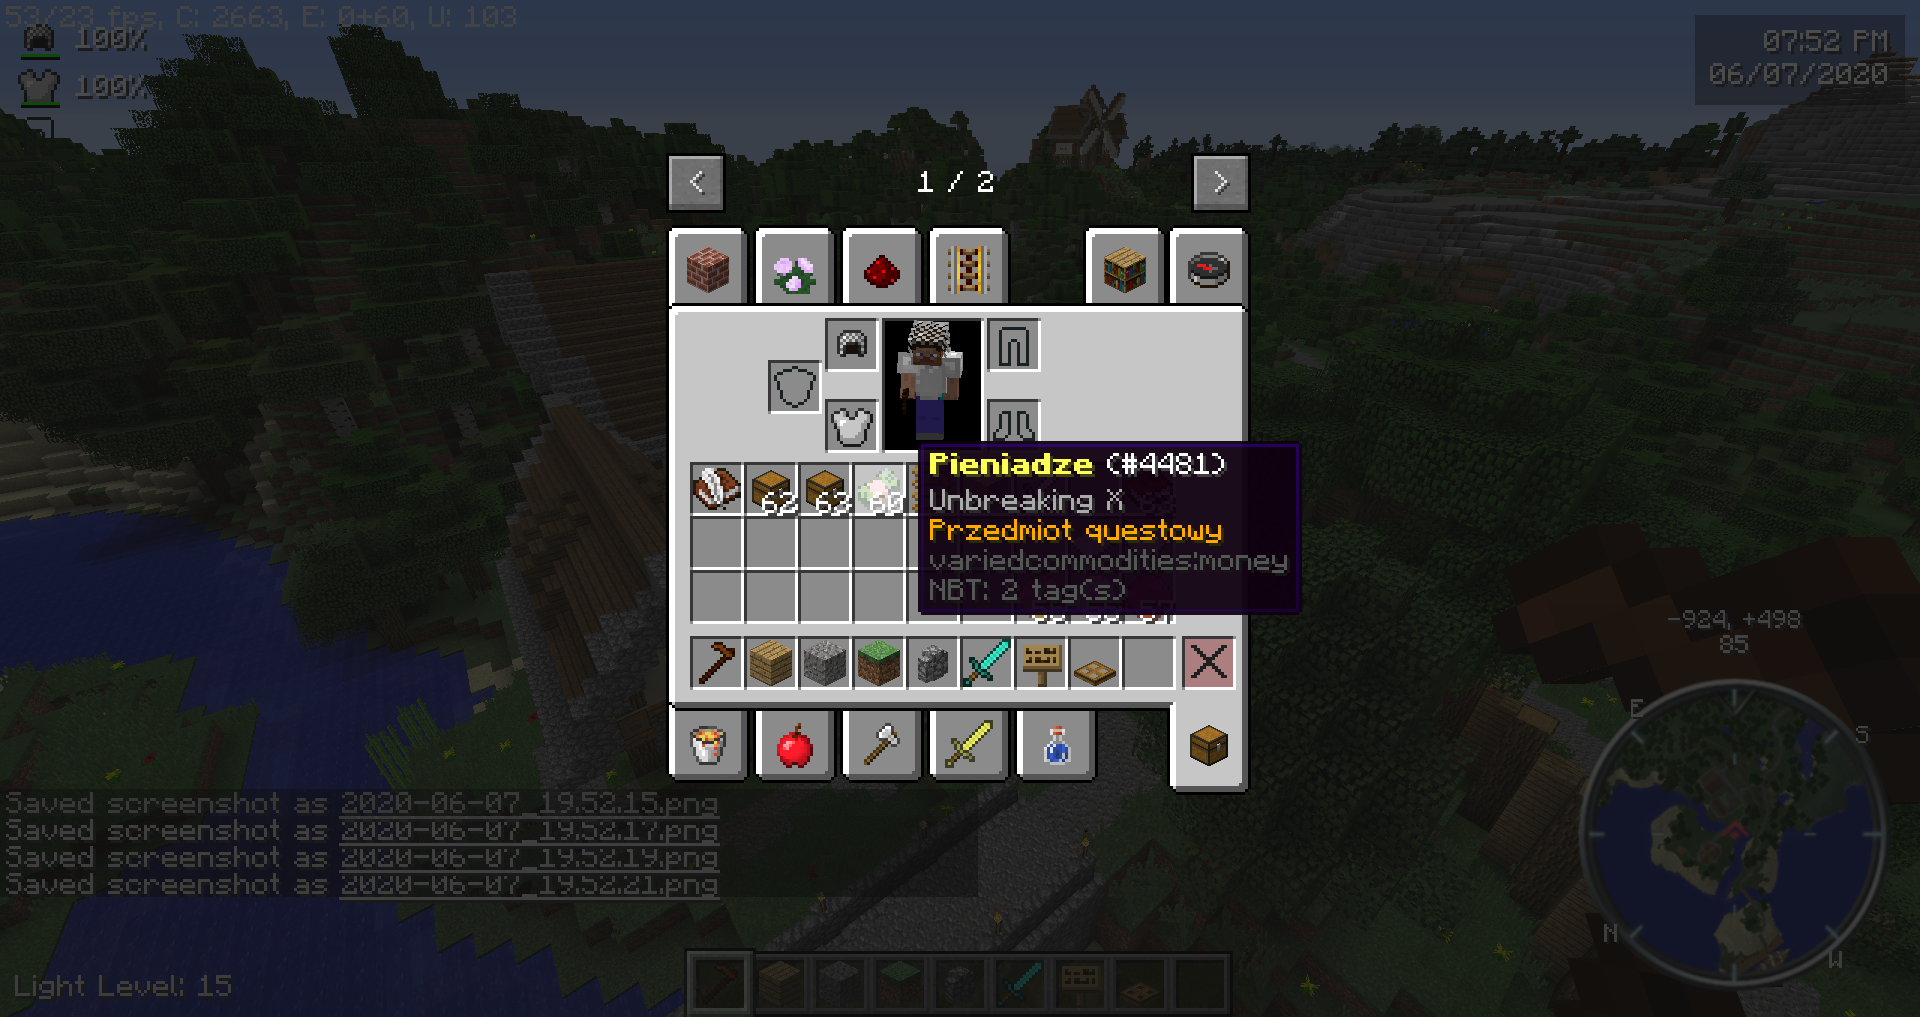 53/23 fps, C: 2663, E: 0+60, U: 103
100%
100%
07:52 PM
06/07/2020
<
1 / 2
>
62
63
60
Pieniadze (#4481)
Unbreaking X
Przedmiot questowy
variedcommodities:money
NBT: 2 tag(s)
-924, +498
85
E
S
N
W
Saved screenshot as 2020-06-07_19.52.15.png
Saved screenshot as 2020-06-07_19.52.17.png
Saved screenshot as 2020-06-07_19.52.19.png
Saved screenshot as 2020-06-07_19.52.21.png
Light Level: 15